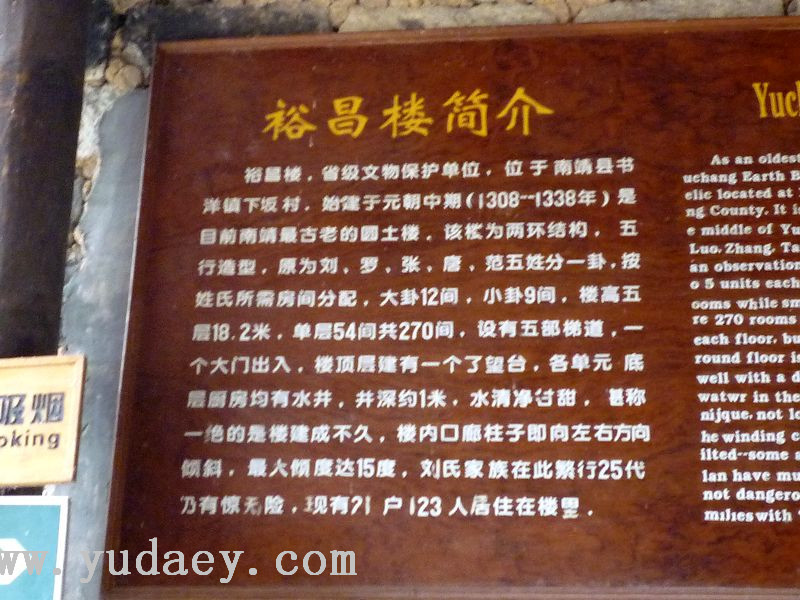 裕昌楼简介
裕昌楼，省级文物保护单位，位于南靖县书
洋镇下坂村，始建于元朝中期(1308--1338年)是
目前南靖最古老的圆土楼，该楼为两环结构，五
行造型，原为刘、罗、张、唐、范五姓分一卦，按
姓氏所需房间分配，大卦12间，小卦9间，楼高五
层18.2米，单层54间共270间，设有五部梯道，一
个大门出入，楼顶层建有一个了望台，各单元 底
层厨房均有水井，井深约1米，水清净甘甜，甚称
一绝的是楼建成不久，楼内回廊柱子即向左右方向
倾斜，最大倾度达15度，刘氏家族在此繁衍25代
乃有惊无险，现有21 户 123 人居住在楼里．
Yucl
As an oldest
uchang Earth B
elic located at
ng County. It i
e middle of Yu
Luo, Zhang, Ta
an observation
o 5 units each
ooms while sm
re 270 rooms
each floor, bu
round floor is
well with a d
watwr in the
nijque, not lo
he winding c
ilted--some a
lan have mu
not dangero
milieswith
烟
oking
www.yudaey.com